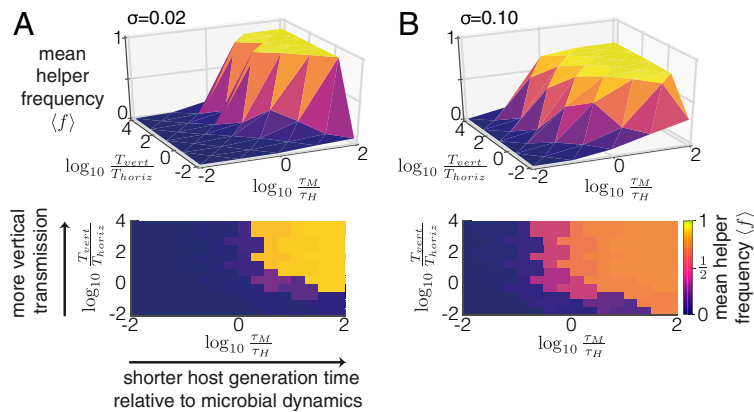 A
σ=0.02
mean
helper
frequency
⟨f⟩
1
0
4
2
0
-2
log10 Tvert/Thoriz
-2
0
2
log10 τM/τH
B
σ=0.10
1
0
4
2
0
-2
log10 Tvert/Thoriz
-2
0
2
log10 τM/τH
more vertical
transmission
log10 Tvert/Thoriz
4
2
0
-2
-2
0
2
log10 τM/τH
shorter host generation time
relative to microbial dynamics
log10 Tvert/Thoriz
4
2
0
-2
-2
0
2
log10 τM/τH
1
1/2
0
mean helper
frequency ⟨f⟩